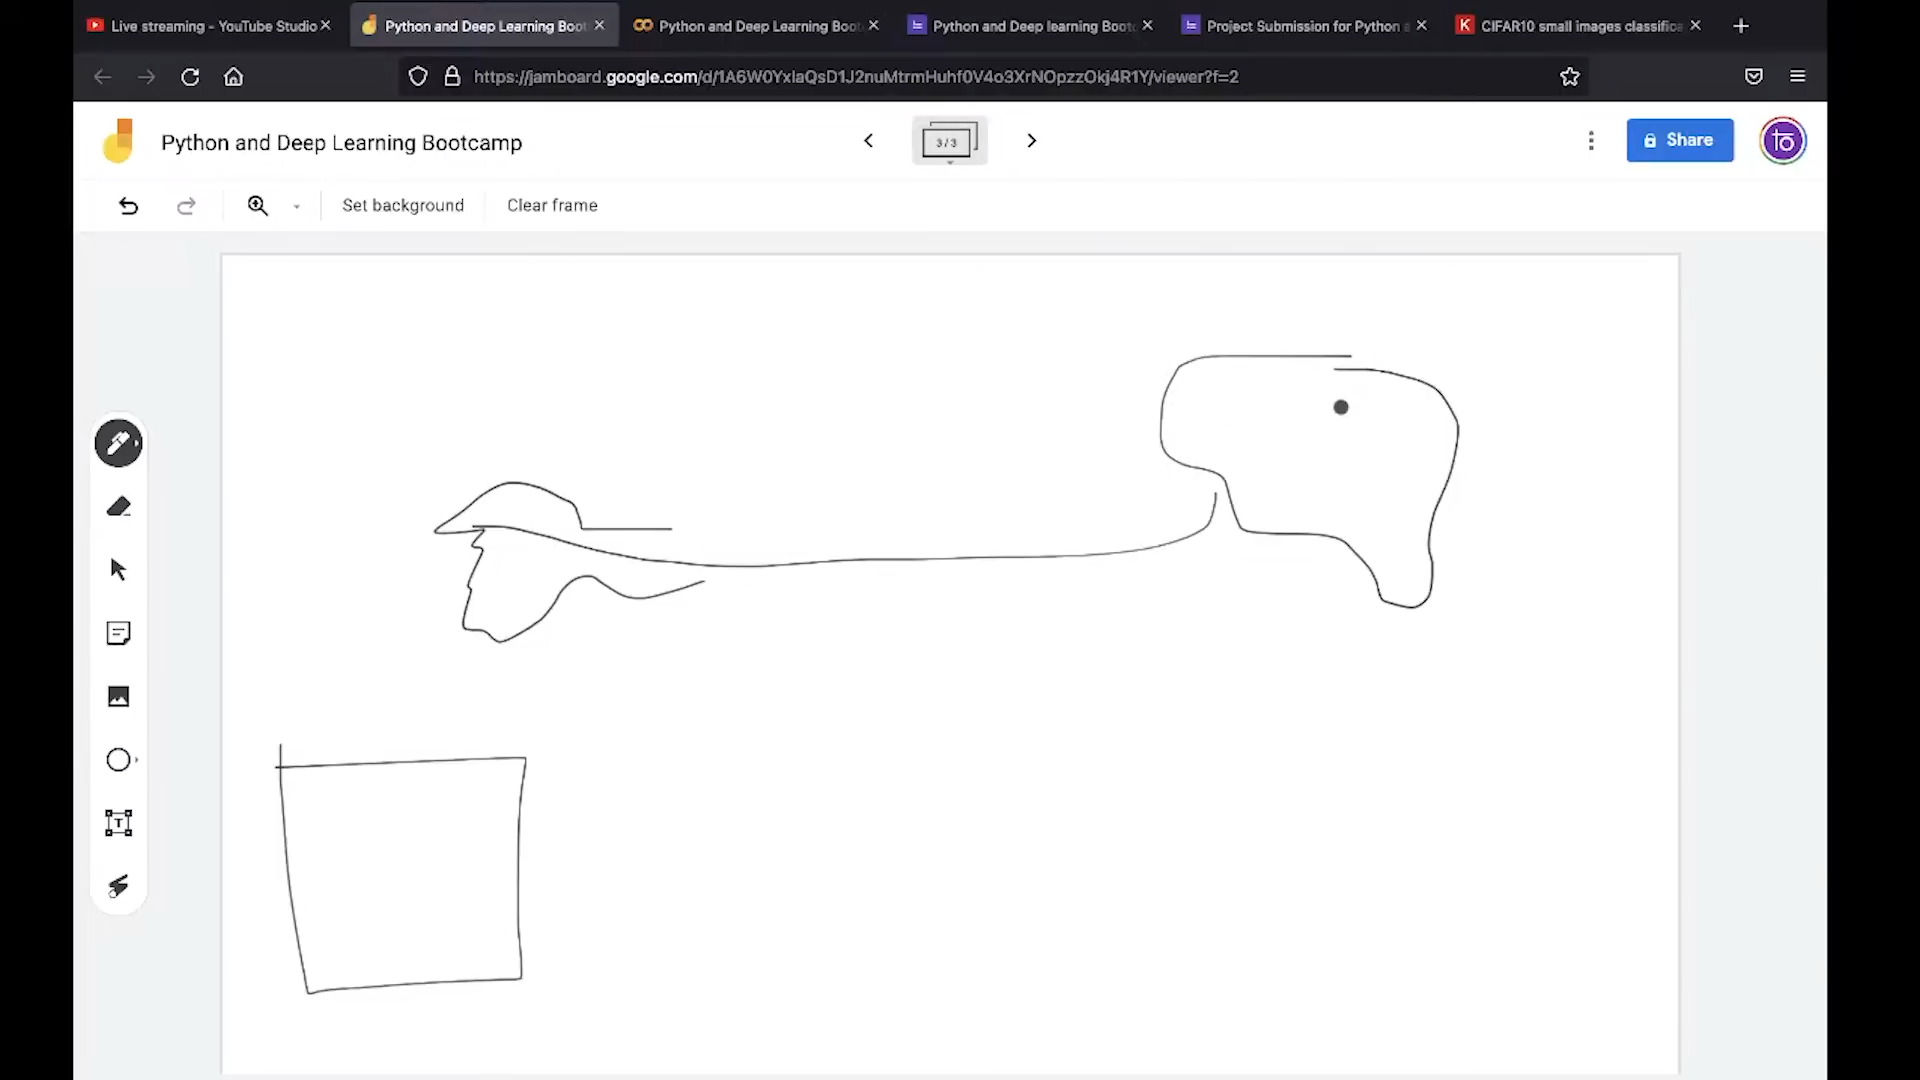 Live streaming - YouTube Studio
Python and Deep Learning Boot
Python and Deep Learning Boot
Python and Deep learning Boot
Project Submission for Python a
K CIFAR10 small images classific
https://jamboard.google.com/d/1A6W0YxlaQsD1J2nuMtrmHuhf0V4o3XrNOpzzOkj4R1Y/viewer?f=2
Python and Deep Learning Bootcamp
3/3
Share
to
Set background
Clear frame